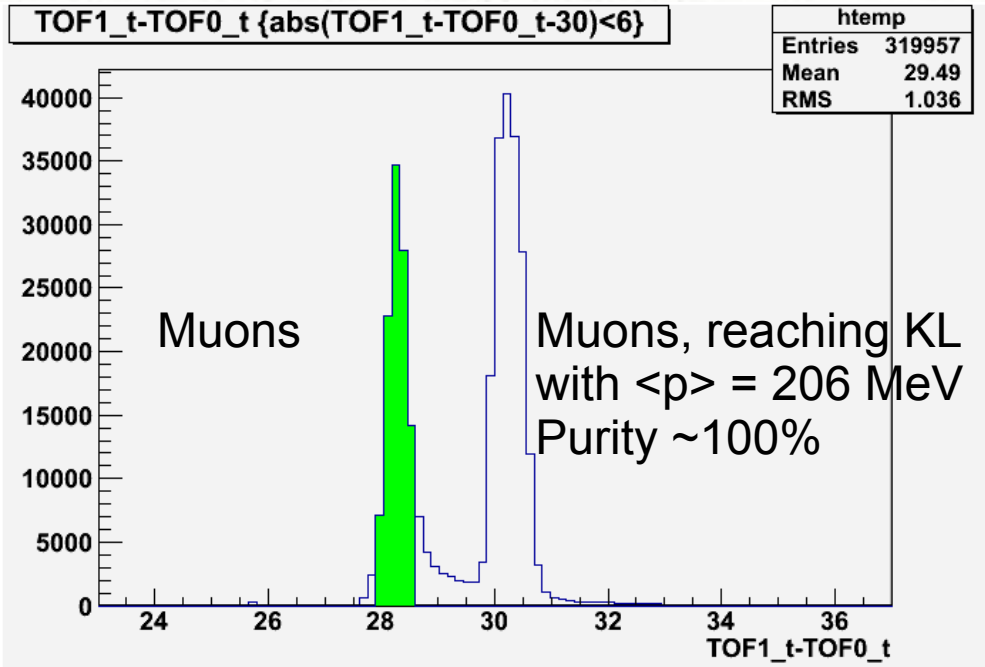 TOF1_t-TOF0_t {abs(TOF1_t-TOF0_t-30)<6}
htemp
Entries 319957
Mean 29.49
RMS 1.036
40000
35000
30000
25000
20000
15000
10000
5000
0
Muons
Muons, reaching KL
with <p> = 206 MeV
Purity ~100%
24 26 28 30 32 34 36
TOF1_t-TOF0_t